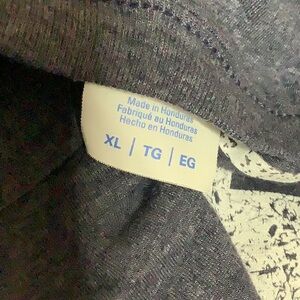 Made in Honduras
Fabriqué au Honduras
Hecho en Honduras
XL | TG | EG